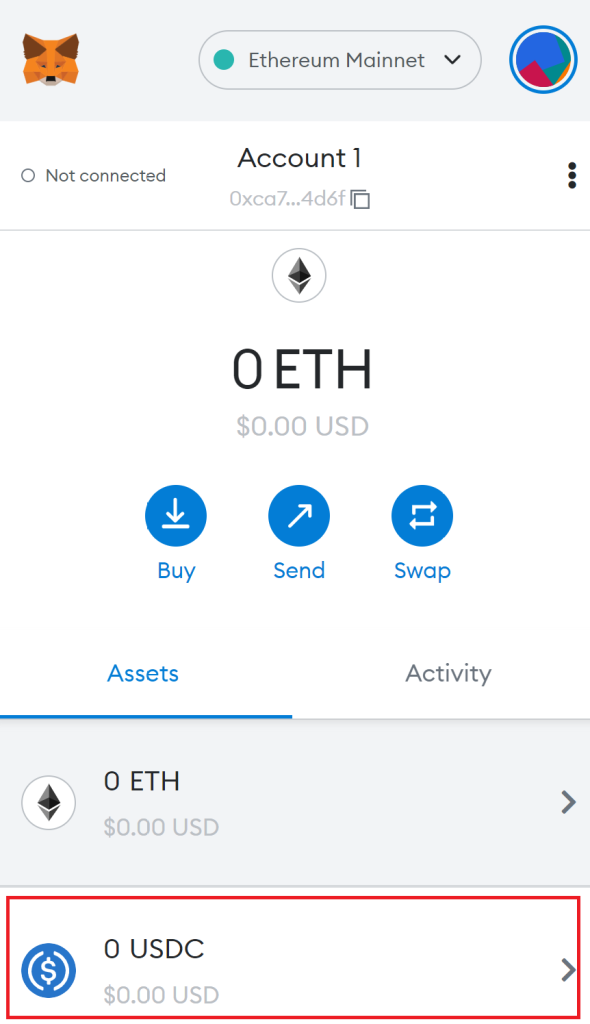 Ethereum Mainnet
Not connected
Account 1
0xca7...4d6f
0 ETH
$0.00 USD
Buy
Send
Swap
Assets
Activity
0 ETH
$0.00 USD
0 USDC
$0.00 USD